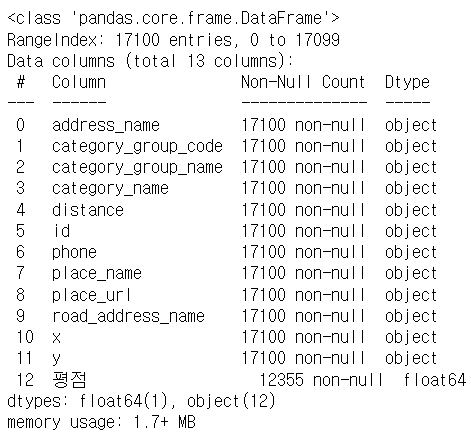 <class 'pandas.core.frame.DataFrame'>
RangeIndex: 17100 entries, 0 to 17099
Data columns (total 13 columns):
 #   Column               Non-Null Count  Dtype
---  ------               --------------  -----
 0   address_name         17100 non-null  object
 1   category_group_code  17100 non-null  object
 2   category_group_name  17100 non-null  object
 3   category_name        17100 non-null  object
 4   distance             17100 non-null  object
 5   id                   17100 non-null  object
 6   phone                17100 non-null  object
 7   place_name           17100 non-null  object
 8   place_url            17100 non-null  object
 9   road_address_name    17100 non-null  object
 10  x                    17100 non-null  object
 11  y                    17100 non-null  object
 12  평점                   12355 non-null  float64
dtypes: float64(1), object(12)
memory usage: 1.7+ MB